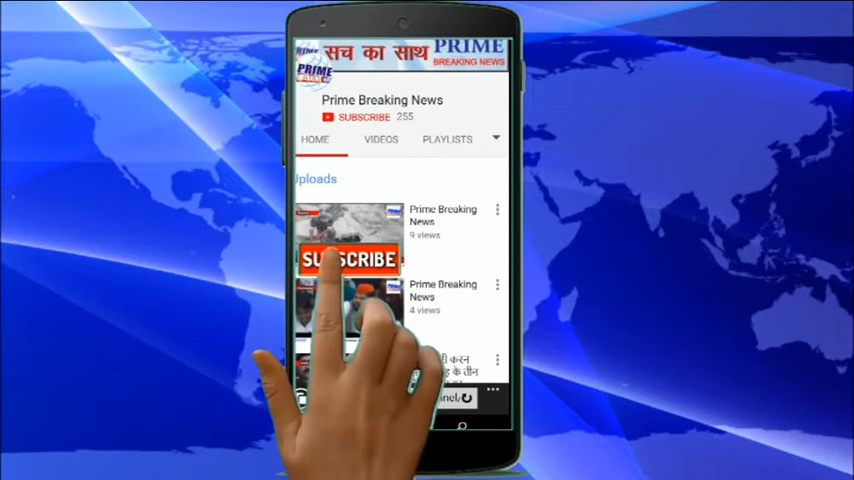 सच का साथ PRIME
BREAKING NEWS
PRIME
Prime Breaking News
SUBSCRIBE 255
HOME VIDEOS PLAYLISTS
Uploads
Prime Breaking
News
9 views
SUBSCRIBE
Prime Breaking
News
4 views
करन
के तीन